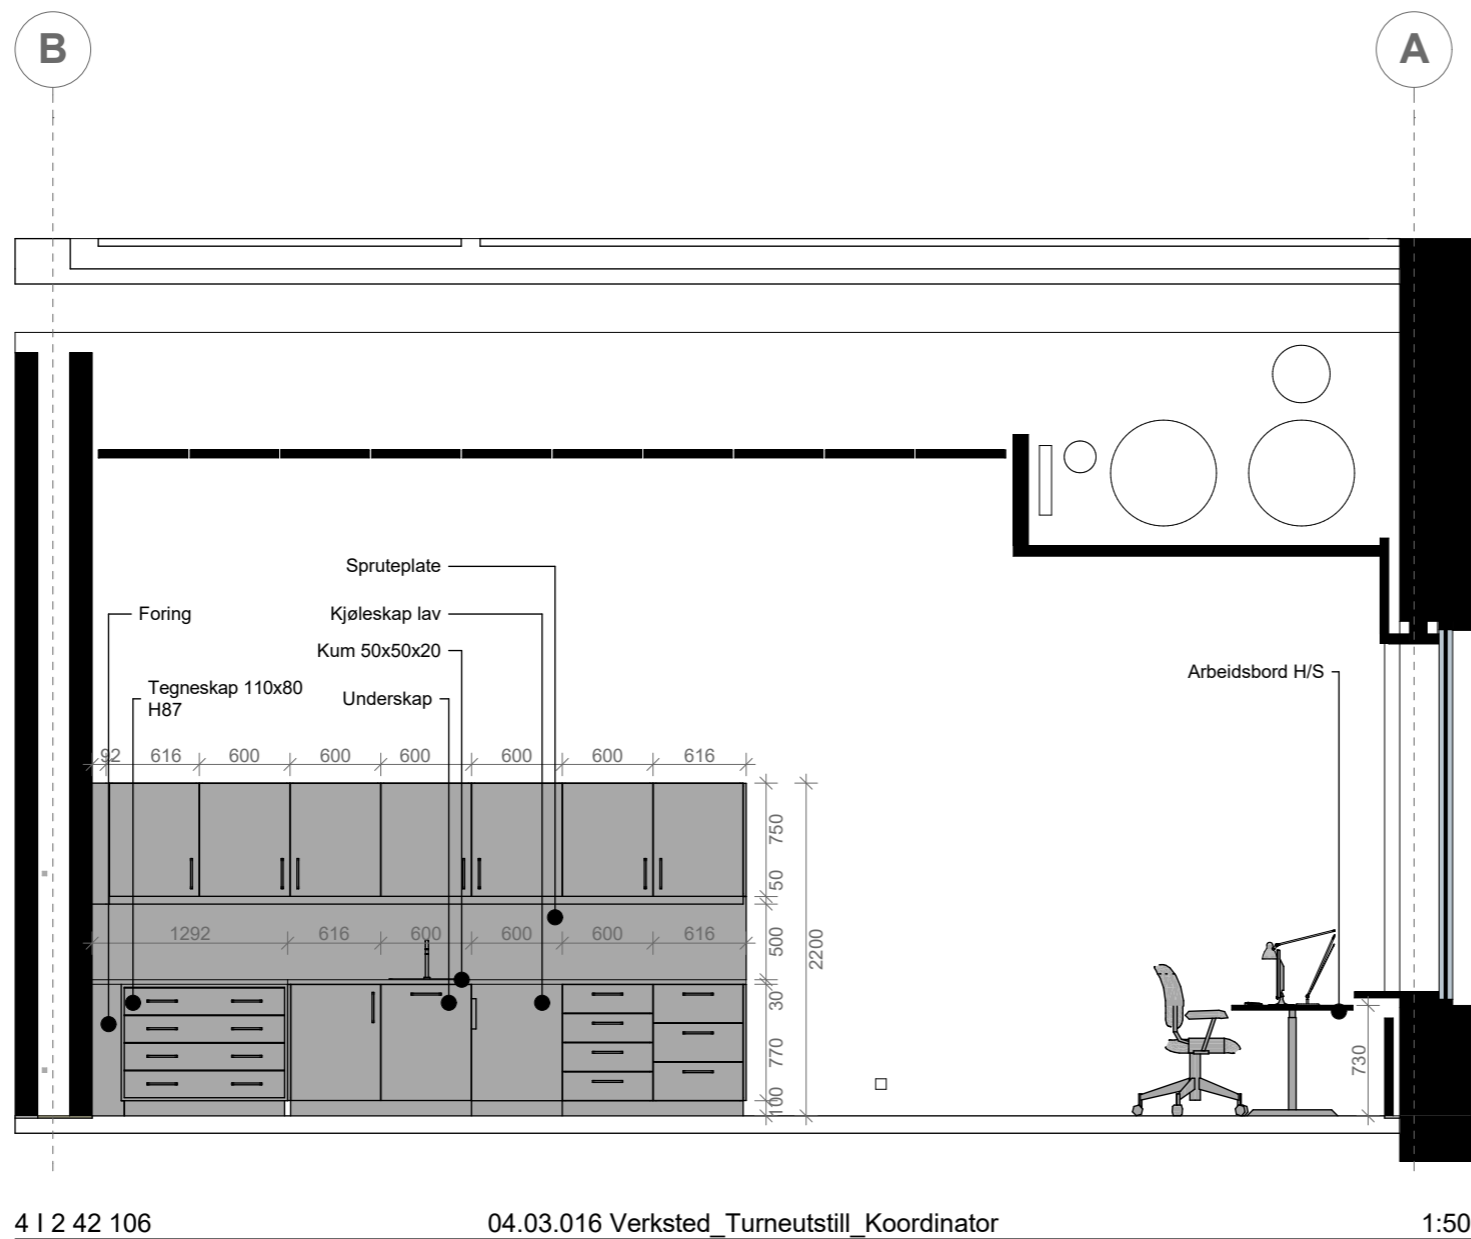 B
A
Spruteplate
Foring
Kjøleskap lav
Kum 50x50x20
Tegneskap 110x80
H87
Underskap
Arbeidsbord H/S
92 616 600 600 600 600 600 616
750
50
1292 616 600 600 600 616
500
2200
30
770
100
730
4 I 2 42 106
04.03.016 Verksted_Turneutstill_Koordinator
1:50